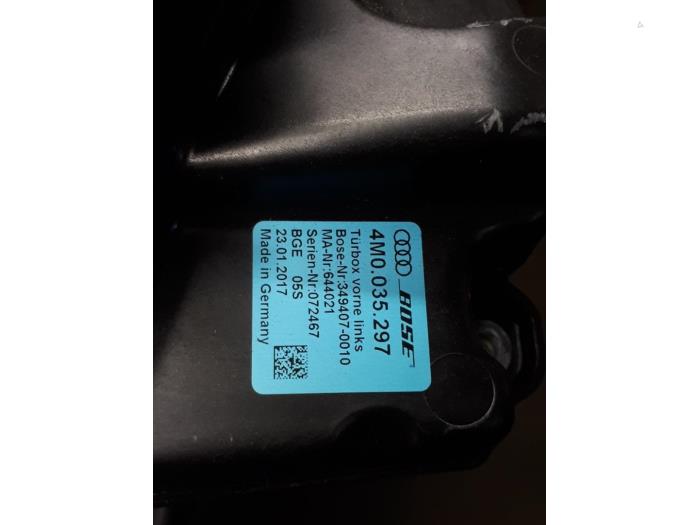 BOSE
4M0.035.297
Türbox vorne links
Bose-Nr:349407-0010
MA-Nr:644021
Serien-Nr:072467
BGE 05S
23.01.2017
Made in Germany